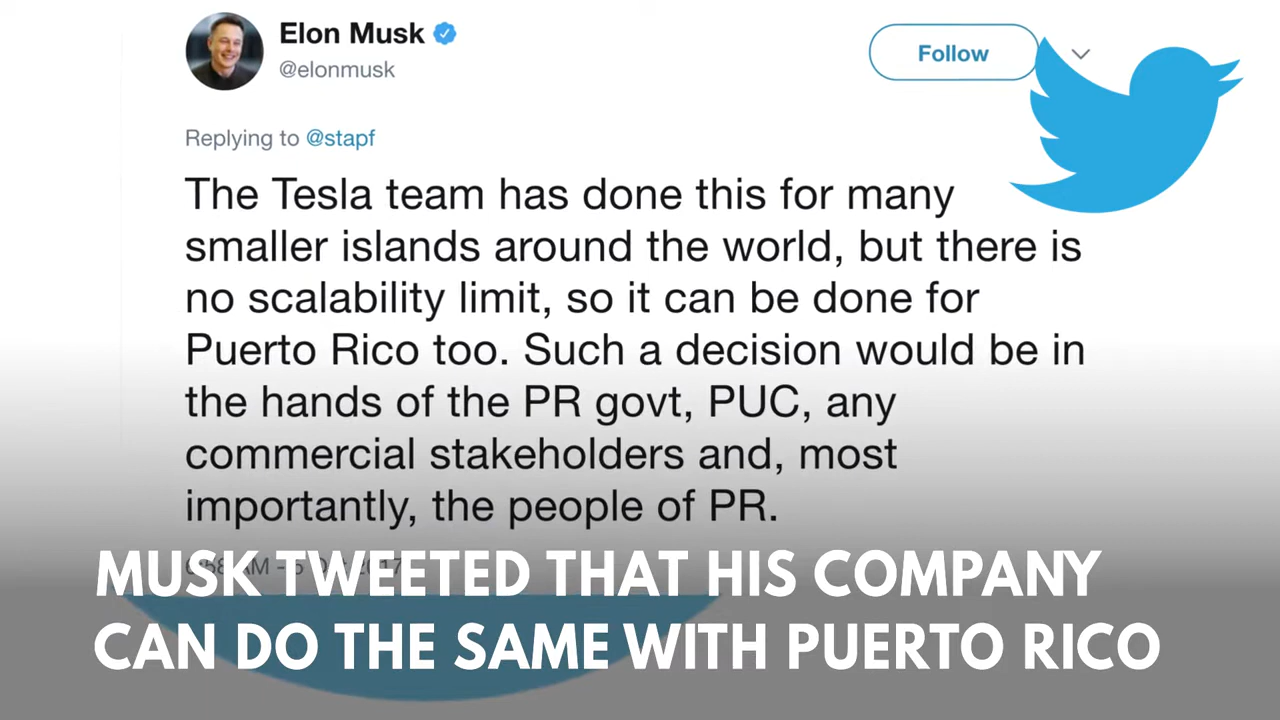 Elon Musk
@elonmusk
Follow
Replying to @stapf
The Tesla team has done this for many
smaller islands around the world, but there is
no scalability limit, so it can be done for
Puerto Rico too. Such a decision would be in
the hands of the PR govt, PUC, any
commercial stakeholders and, most
importantly, the people of PR.
MUSK TWEETED THAT HIS COMPANY
CAN DO THE SAME WITH PUERTO RICO